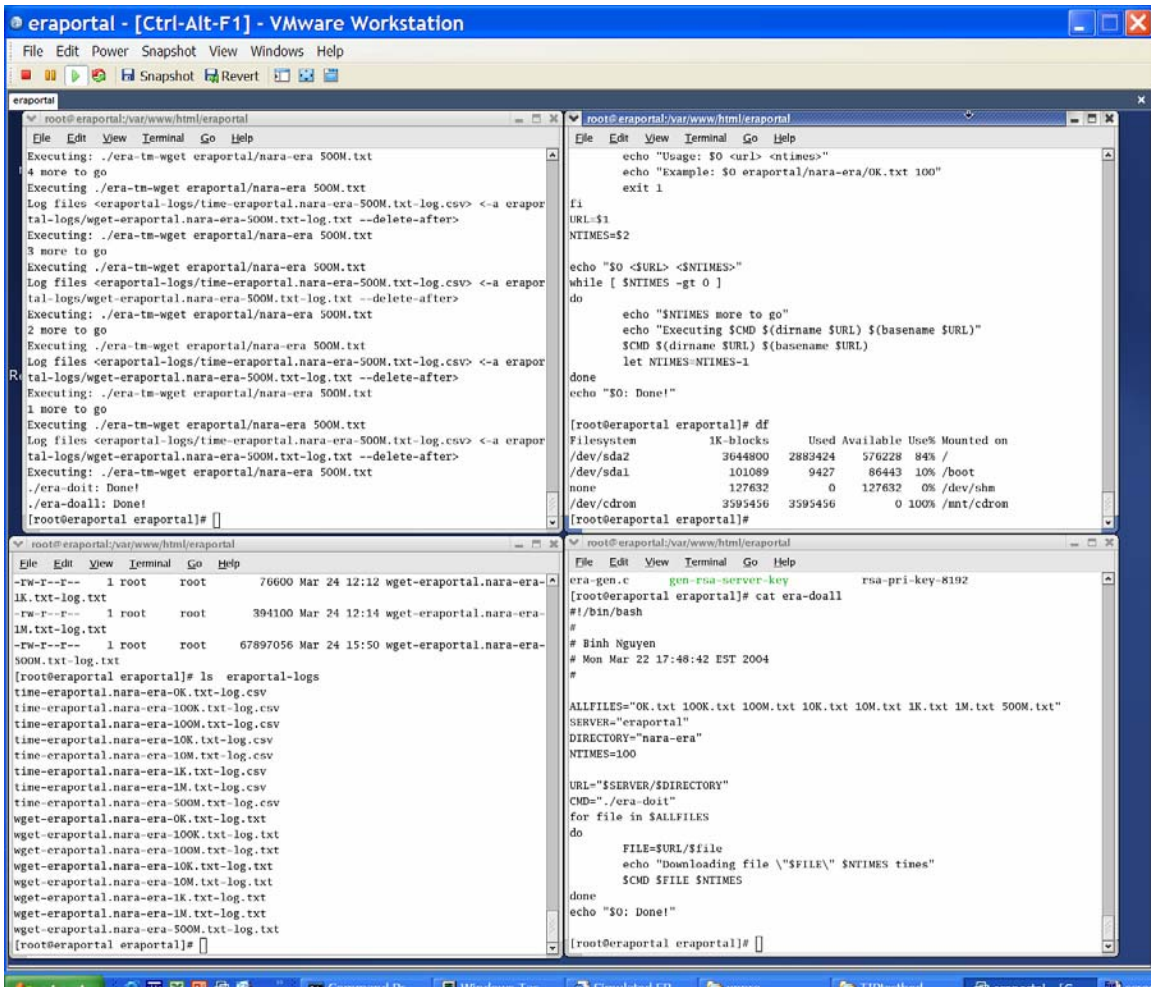 eraportal - [Ctrl-Alt-F1] - VMware Workstation
File Edit Power Snapshot View Windows Help
Snapshot Revert
eraportal
root@eraportal:/var/www/html/eraportal
File Edit View Terminal Go Help
Executing: ./era-tm-wget eraportal/nara-era 500M.txt
4 more to go
Executing ./era-tm-wget eraportal/nara-era 500M.txt
Log files <eraportal-logs/time-eraportal.nara-era-500M.txt-log.csv> <-a erapor
tal-logs/wget-eraportal.nara-era-500M.txt-log.txt --delete-after>
Executing: ./era-tm-wget eraportal/nara-era 500M.txt
3 more to go
Executing ./era-tm-wget eraportal/nara-era 500M.txt
Log files <eraportal-logs/time-eraportal.nara-era-500M.txt-log.csv> <-a erapor
tal-logs/wget-eraportal.nara-era-500M.txt-log.txt --delete-after>
Executing: ./era-tm-wget eraportal/nara-era 500M.txt
2 more to go
Executing ./era-tm-wget eraportal/nara-era 500M.txt
Log files <eraportal-logs/time-eraportal.nara-era-500M.txt-log.csv> <-a erapor
tal-logs/wget-eraportal.nara-era-500M.txt-log.txt --delete-after>
Executing: ./era-tm-wget eraportal/nara-era 500M.txt
1 more to go
Executing ./era-tm-wget eraportal/nara-era 500M.txt
Log files <eraportal-logs/time-eraportal.nara-era-500M.txt-log.csv> <-a erapor
tal-logs/wget-eraportal.nara-era-500M.txt-log.txt --delete-after>
Executing: ./era-tm-wget eraportal/nara-era 500M.txt
./era-doit: Done!
./era-doall: Done!
[root@eraportal eraportal]#
root@eraportal:/var/www/html/eraportal
File Edit View Terminal Go Help
echo "Usage: $0 <url> <ntimes>"
echo "Example: $0 eraportal/nara-era/0K.txt 100"
exit 1
fi
URL=$1
NTIMES=$2
echo "$0 <$URL> <$NTIMES>"
while [ $NTIMES -gt 0 ]
do
echo "$NTIMES more to go"
echo "Executing $CMD $(dirname $URL) $(basename $URL)"
$CMD $(dirname $URL) $(basename $URL)
let NTIMES=NTIMES-1
done
echo "$0: Done!"
[root@eraportal eraportal]# df
Filesystem 1K-blocks Used Available Use% Mounted on
/dev/sda2 3644800 2883424 576228 84% /
/dev/sda1 101089 9427 86443 10% /boot
none 127632 0 127632 0% /dev/shm
/dev/cdrom 3595456 3595456 0 100% /mnt/cdrom
[root@eraportal eraportal]#
root@eraportal:/var/www/html/eraportal
File Edit View Terminal Go Help
-rw-r--r-- 1 root root 76600 Mar 24 12:12 wget-eraportal.nara-era-
1K.txt-log.txt
-rw-r--r-- 1 root root 394100 Mar 24 12:14 wget-eraportal.nara-era-
1M.txt-log.txt
-rw-r--r-- 1 root root 67897056 Mar 24 15:50 wget-eraportal.nara-era-
500M.txt-log.txt
[root@eraportal eraportal]# ls eraportal-logs
time-eraportal.nara-era-0K.txt-log.csv
time-eraportal.nara-era-100K.txt-log.csv
time-eraportal.nara-era-100M.txt-log.csv
time-eraportal.nara-era-10K.txt-log.csv
time-eraportal.nara-era-10M.txt-log.csv
time-eraportal.nara-era-1K.txt-log.csv
time-eraportal.nara-era-1M.txt-log.csv
time-eraportal.nara-era-500M.txt-log.csv
wget-eraportal.nara-era-0K.txt-log.txt
wget-eraportal.nara-era-100K.txt-log.txt
wget-eraportal.nara-era-100M.txt-log.txt
wget-eraportal.nara-era-10K.txt-log.txt
wget-eraportal.nara-era-10M.txt-log.txt
wget-eraportal.nara-era-1K.txt-log.txt
wget-eraportal.nara-era-1M.txt-log.txt
wget-eraportal.nara-era-500M.txt-log.txt
[root@eraportal eraportal]#
root@eraportal:/var/www/html/eraportal
File Edit View Terminal Go Help
era-gen.c gen-rsa-server-key rsa-pri-key-8192
[root@eraportal eraportal]# cat era-doall
#!/bin/bash
#
# Binh Nguyen
# Mon Mar 22 17:48:42 EST 2004
#
ALLFILES="0K.txt 100K.txt 100M.txt 10K.txt 10M.txt 1K.txt 1M.txt 500M.txt"
SERVER="eraportal"
DIRECTORY="nara-era"
NTIMES=100
URL="$SERVER/$DIRECTORY"
CMD="./era-doit"
for file in $ALLFILES
do
FILE=$URL/$file
echo "Downloading file \"$FILE\" $NTIMES times"
$CMD $FILE $NTIMES
done
echo "$0: Done!"
[root@eraportal eraportal]#